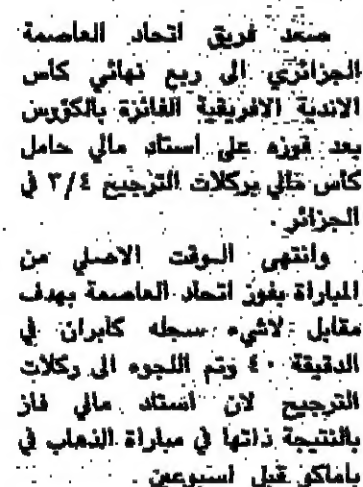 صعد فريق اتحاد العاصمة
الجزائري الى ربع نهائي كأس
الاندية الافريقية الفائزة بالكؤوس
بعد فوزه على استاد مالي حامل
كأس مالي بركلات الترجيح ٣/٤ في
الجزائر .
وانتهى الوقت الاصلي من
المباراة بفوز اتحاد العاصمة بهدف
مقابل لاشيء سجله كابران في
الدقيقة ٤٠ وتم اللجوء الى ركلات
الترجيح لان استاد مالي فاز
بالنتيجة ذاتها في مباراة الذهاب في
باماكو قبل اسبوعين .